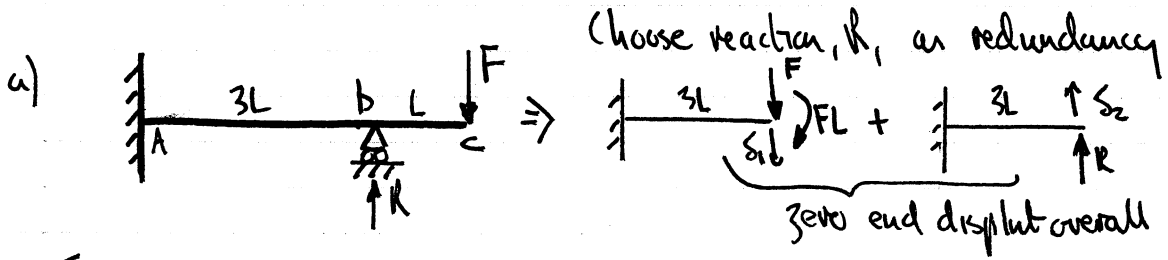 Choose reaction, R, as redundancy
a)
F
3L
b
L
A
C
R
⇒
F
3L
FL
+
δ1
3L
δ2
R
zero end displmt overall